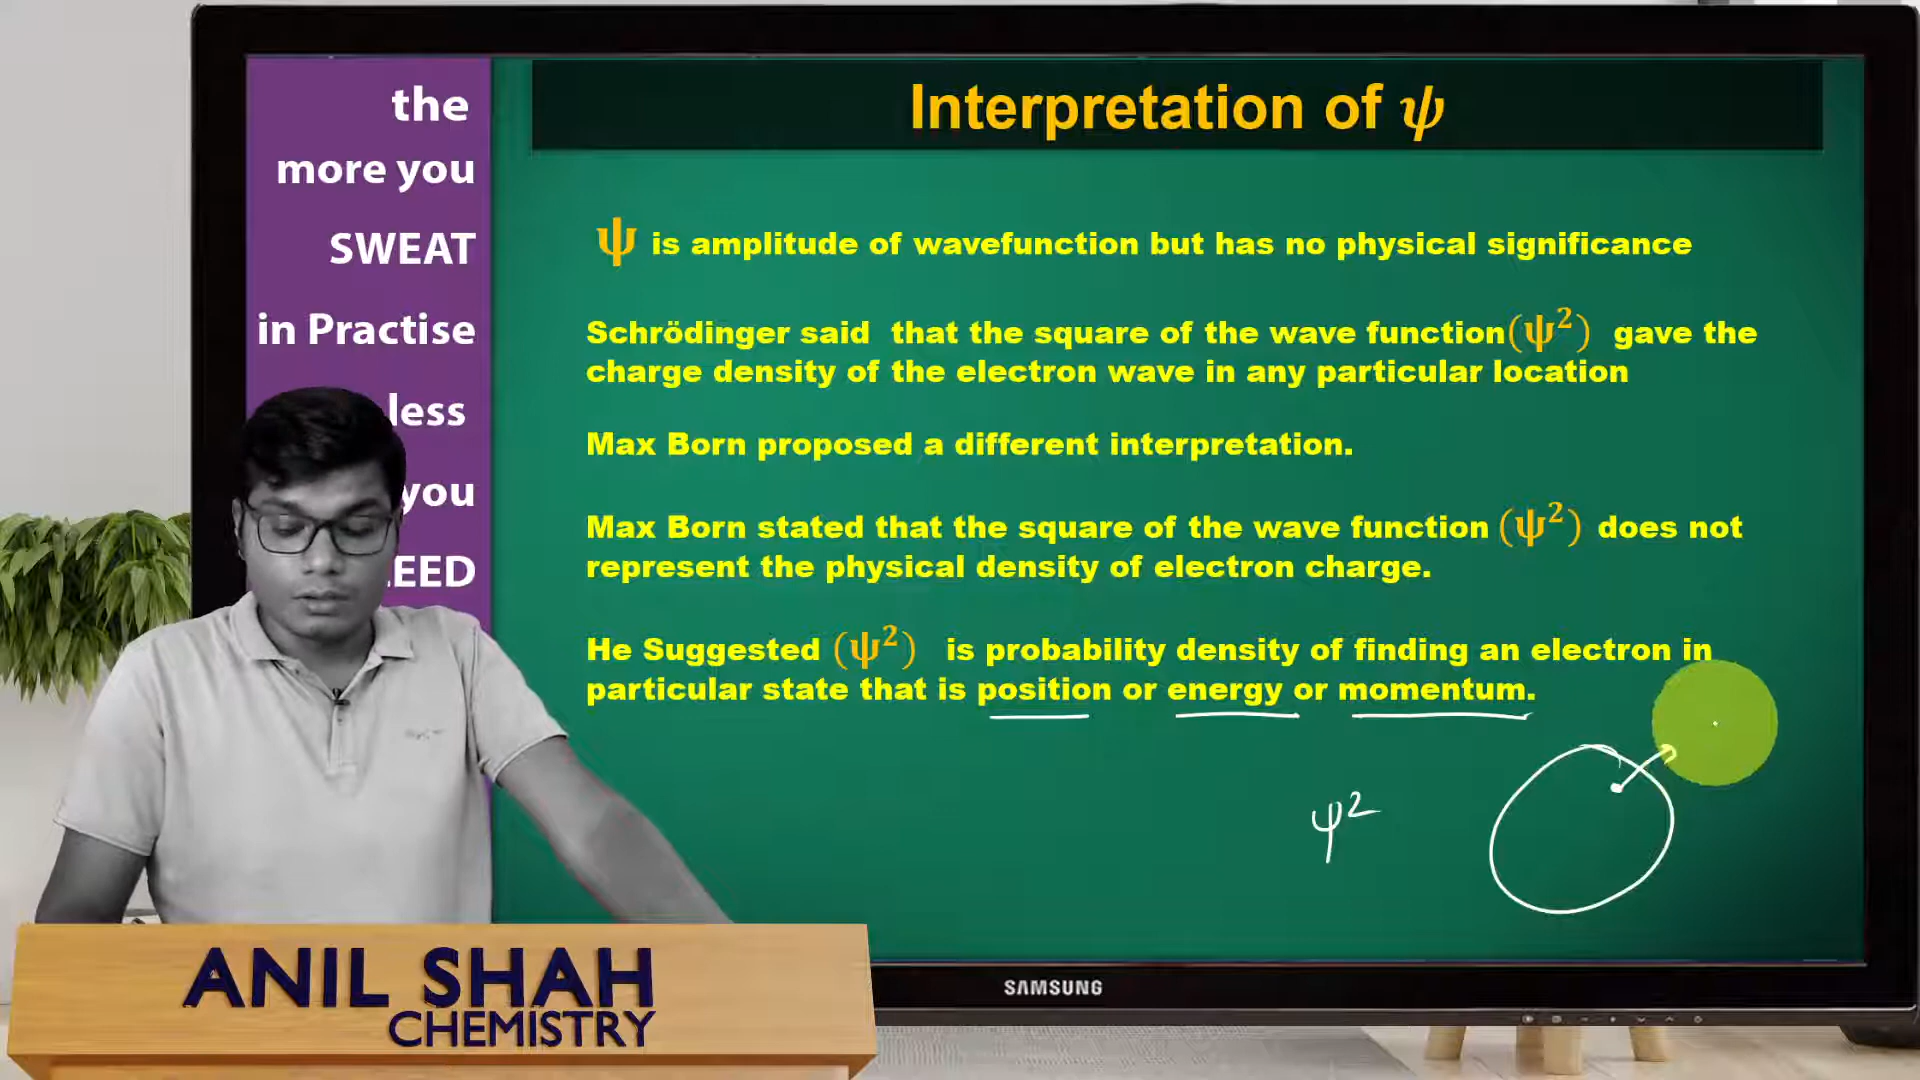 the
more you
SWEAT
in Practise
less
you
EED
Interpretation of ψ
ψ is amplitude of wavefunction but has no physical significance
Schrödinger said that the square of the wave function(ψ²) gave the
charge density of the electron wave in any particular location
Max Born proposed a different interpretation.
Max Born stated that the square of the wave function (ψ²) does not
represent the physical density of electron charge.
He Suggested (ψ²) is probability density of finding an electron in
particular state that is position or energy or momentum.
ψ²
ANIL SHAH
CHEMISTRY
SAMSUNG